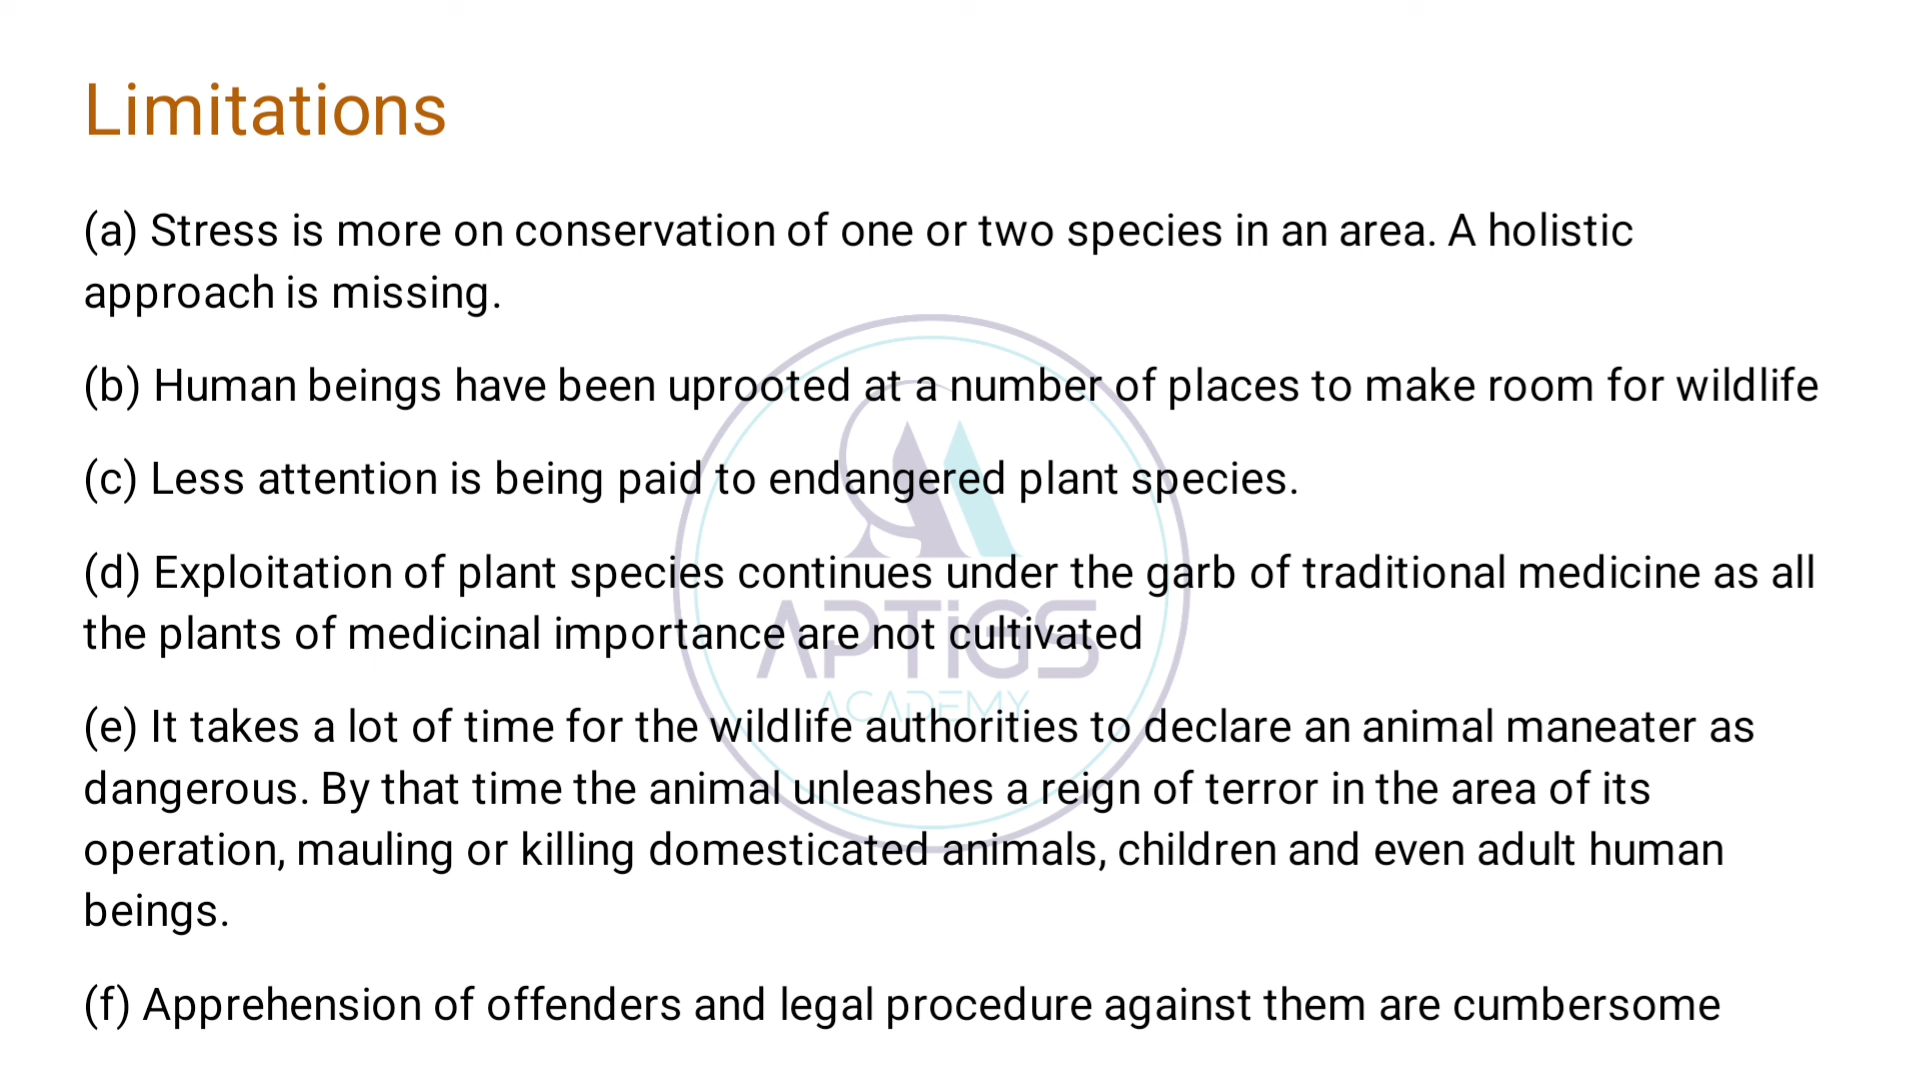 Limitations
(a) Stress is more on conservation of one or two species in an area. A holistic
approach is missing.
(b) Human beings have been uprooted at a number of places to make room for wildlife
(c) Less attention is being paid to endangered plant species.
(d) Exploitation of plant species continues under the garb of traditional medicine as all
the plants of medicinal importance are not cultivated
APTiGS
ACADEMY
(e) It takes a lot of time for the wildlife authorities to declare an animal maneater as
dangerous. By that time the animal unleashes a reign of terror in the area of its
operation, mauling or killing domesticated animals, children and even adult human
beings.
(f) Apprehension of offenders and legal procedure against them are cumbersome